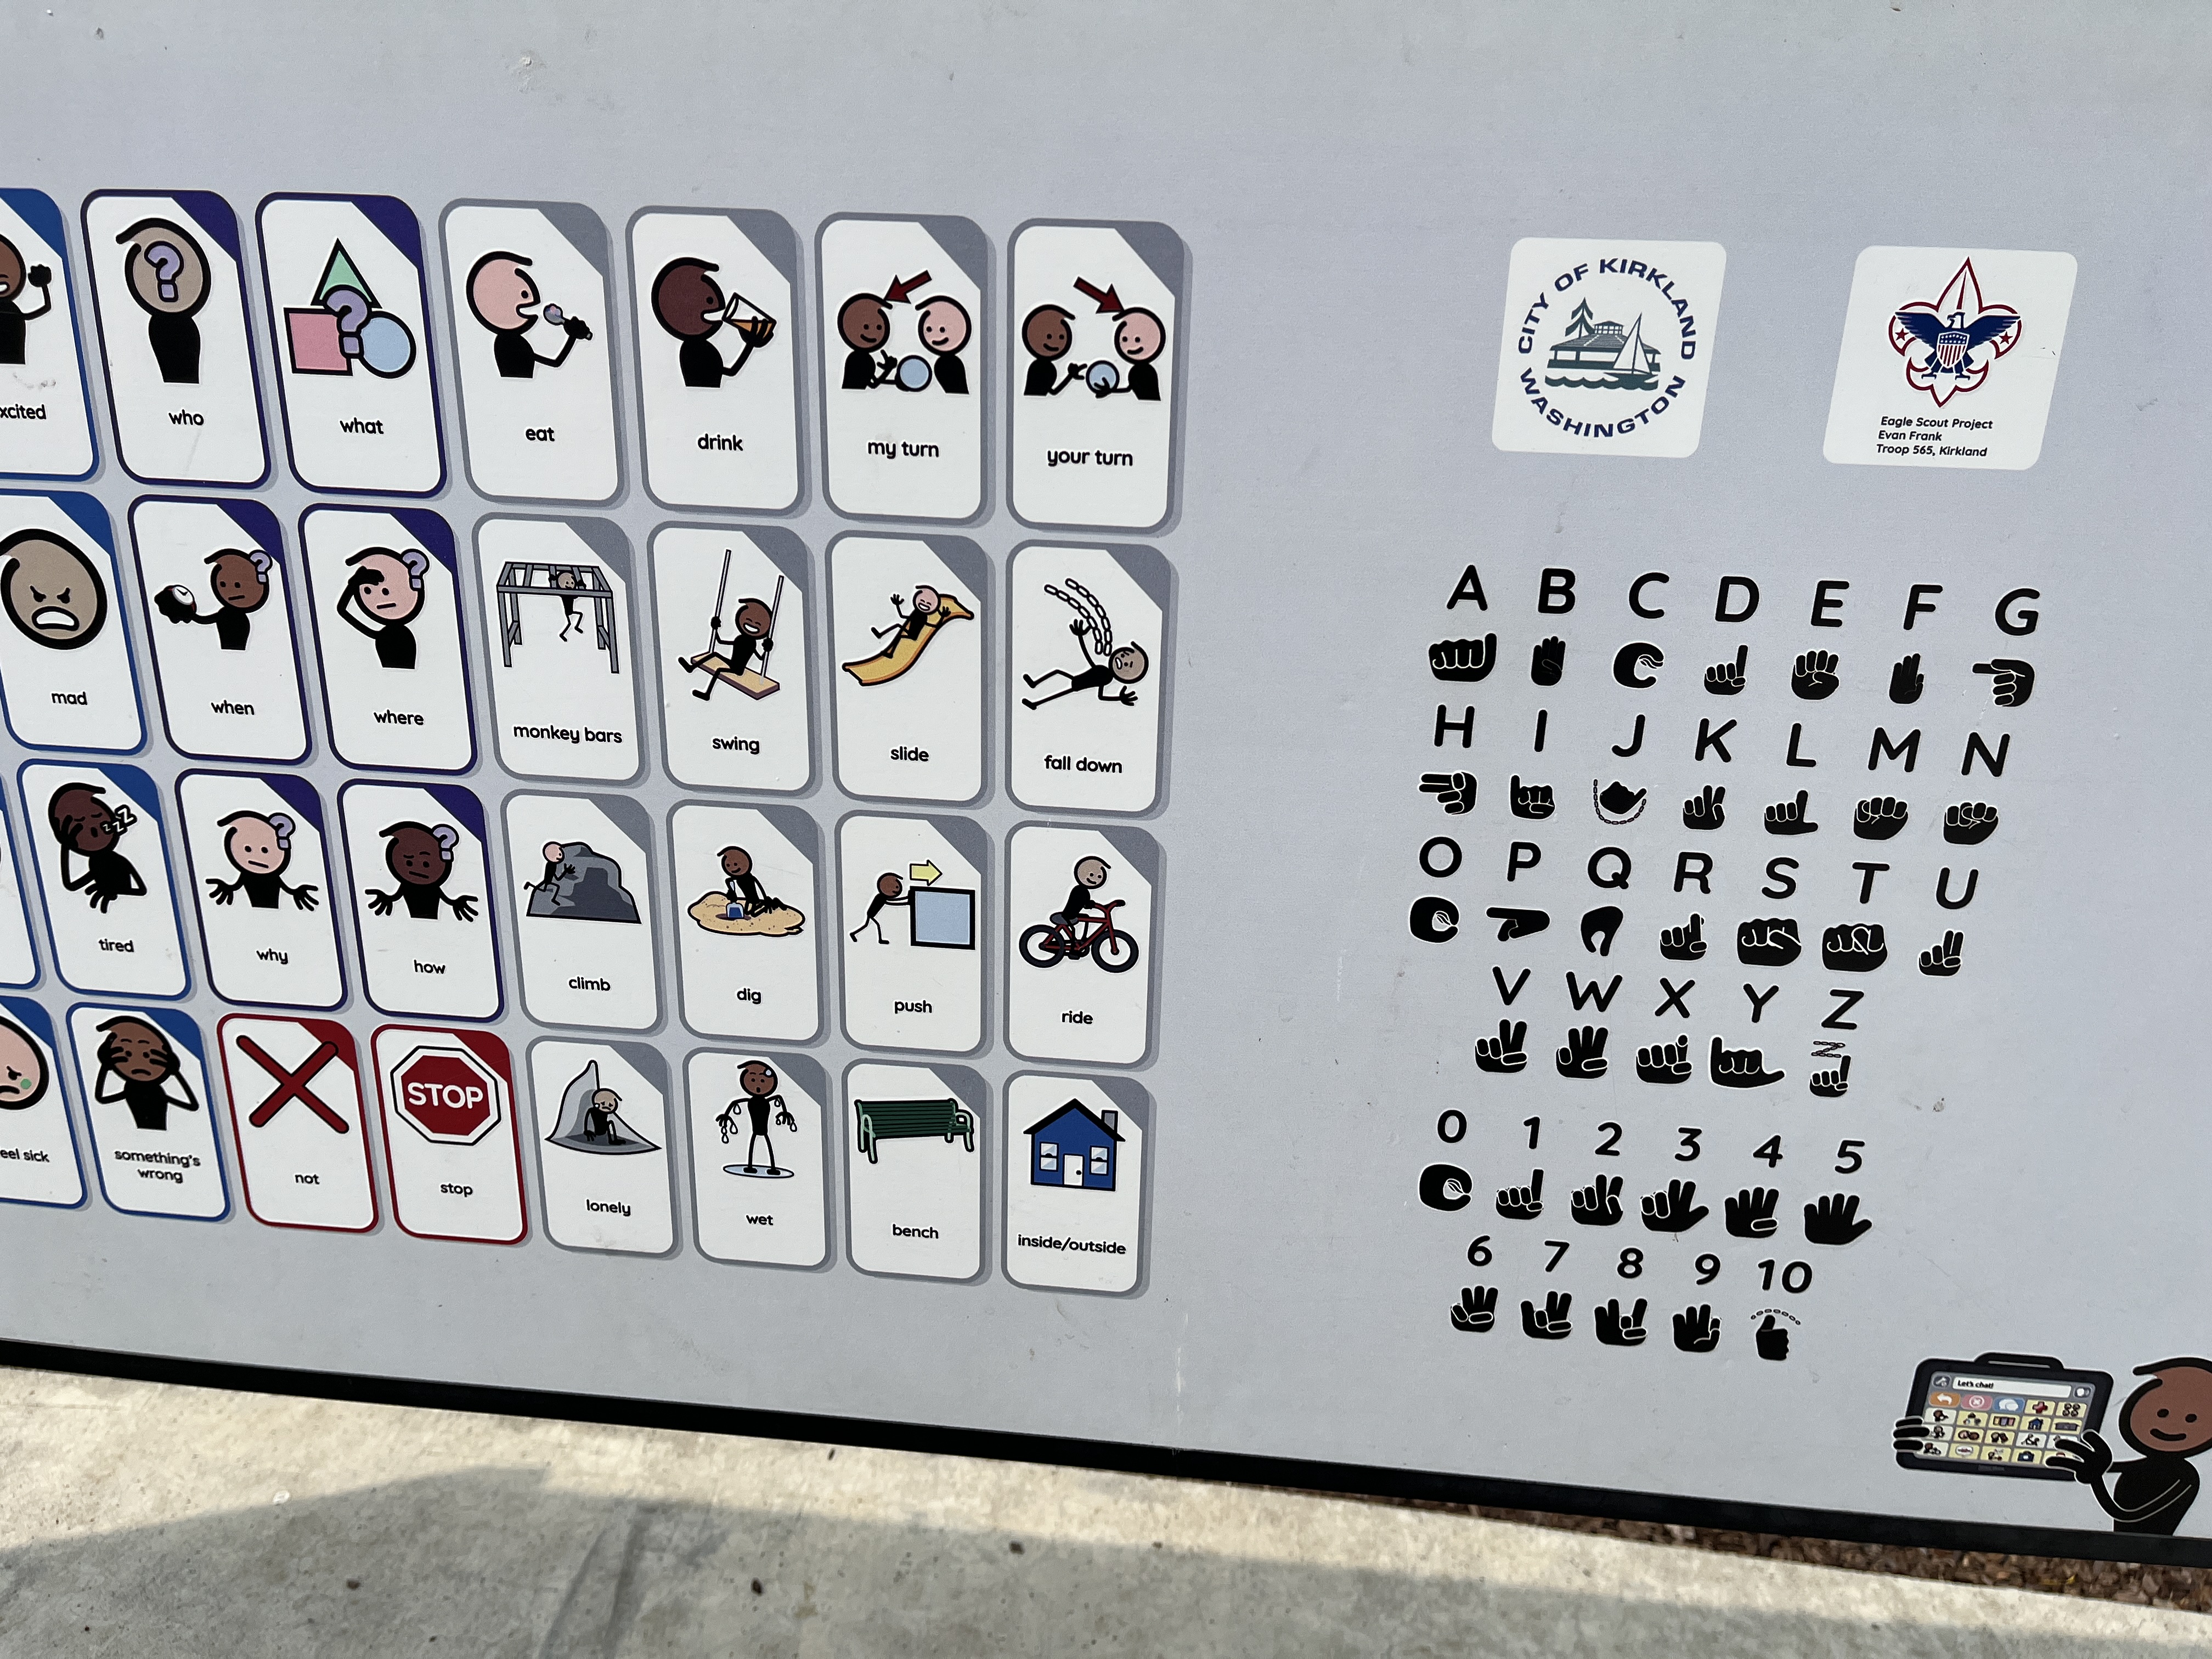 xcited
who
what
eat
drink
my turn
your turn
mad
when
where
monkey bars
swing
slide
fall down
zzZ
tired
why
how
climb
dig
push
ride
eel sick
something's
wrong
not
STOP
stop
lonely
wet
bench
inside/outside
CITY OF KIRKLAND
WASHINGTON
Eagle Scout Project
Evan Frank
Troop 565, Kirkland
A B C D E F G
H I J K L M N
O P Q R S T U
V W X Y Z
0 1 2 3 4 5
6 7 8 9 10
Let's chat!